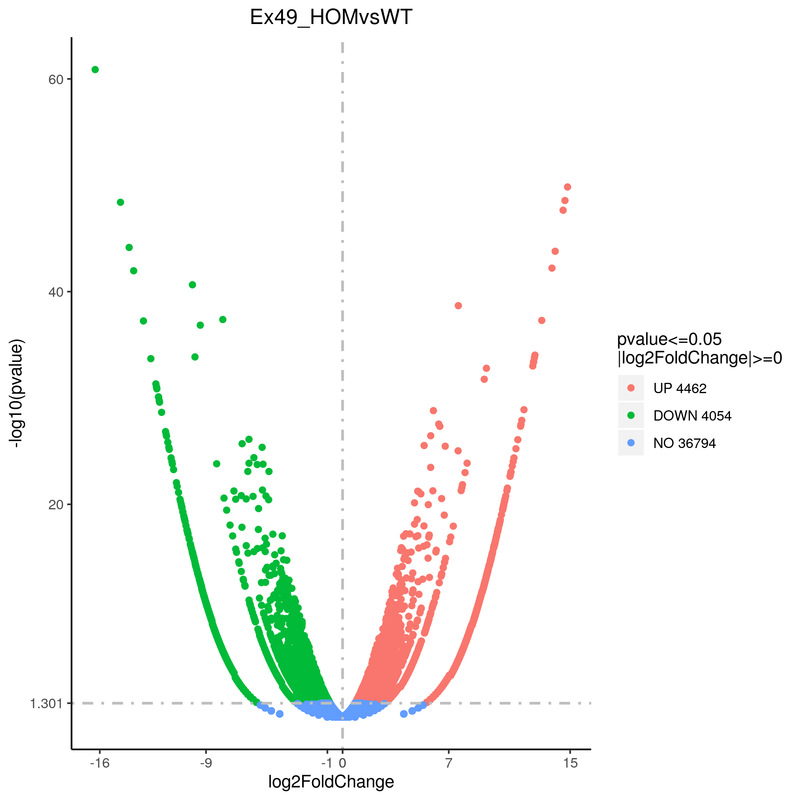 Ex49_HOMvsWT
60
40
20
1.301
-log10(pvalue)
-16
-9
-1
0
7
15
log2FoldChange
pvalue<=0.05
|log2FoldChange|>=0
UP 4462
DOWN 4054
NO 36794